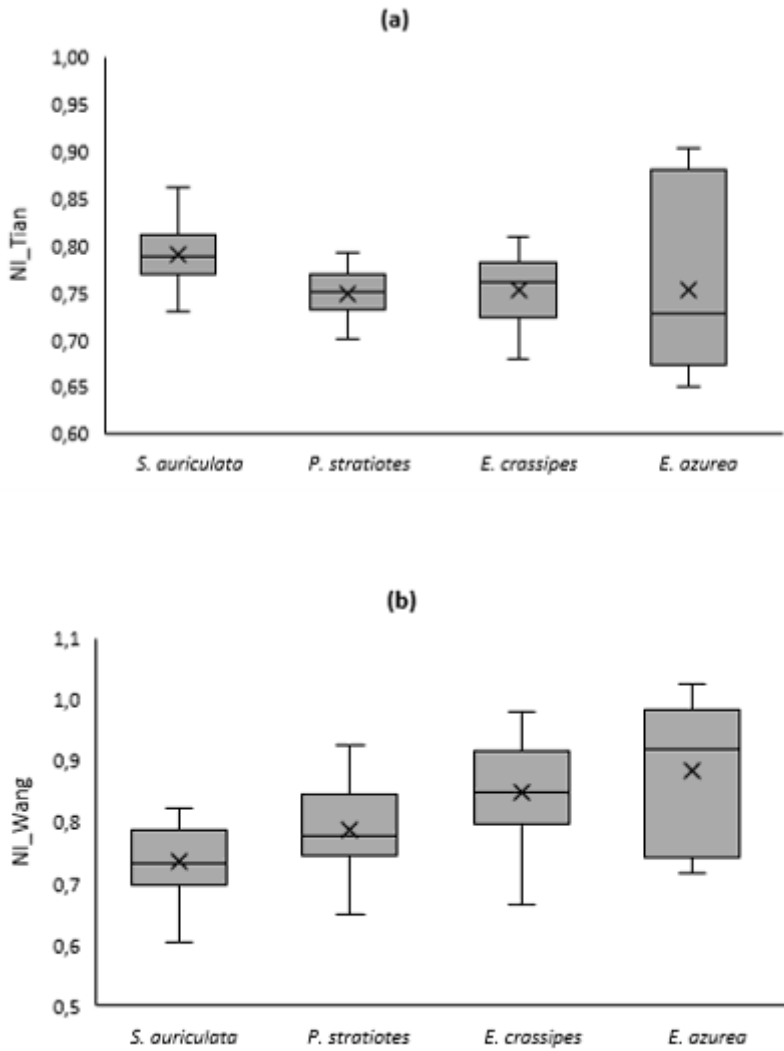 (a)
NI_Tian
1,00
0,95
0,90
0,85
0,80
0,75
0,70
0,65
0,60
S. auriculata P. stratiotes E. crassipes E. azurea
(b)
NI_Wang
1,1
1,0
0,9
0,8
0,7
0,6
0,5
S. auriculata P. stratiotes E. crassipes E. azurea